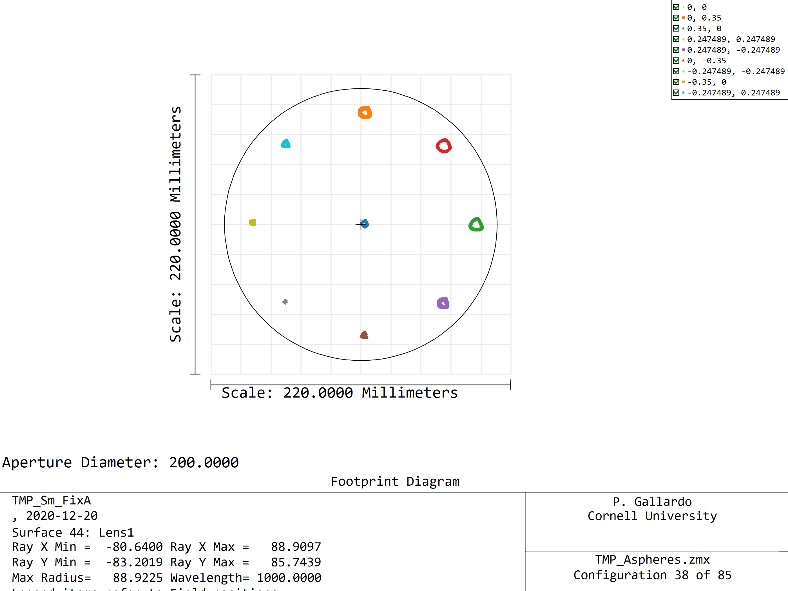 0, 0
0, 0.35
0.35, 0
0.247489, 0.247489
0.247489, -0.247489
0, -0.35
-0.247489, -0.247489
-0.35, 0
-0.247489, 0.247489
Scale: 220.0000 Millimeters
Scale: 220.0000 Millimeters
Aperture Diameter: 200.0000
Footprint Diagram
TMP_Sm_FixA
, 2020-12-20
Surface 44: Lens1
Ray X Min = -80.6400 Ray X Max = 88.9097
Ray Y Min = -83.2019 Ray Y Max = 85.7439
Max Radius= 88.9225 Wavelength= 1000.0000
P. Gallardo
Cornell University
TMP_Aspheres.zmx
Configuration 38 of 85